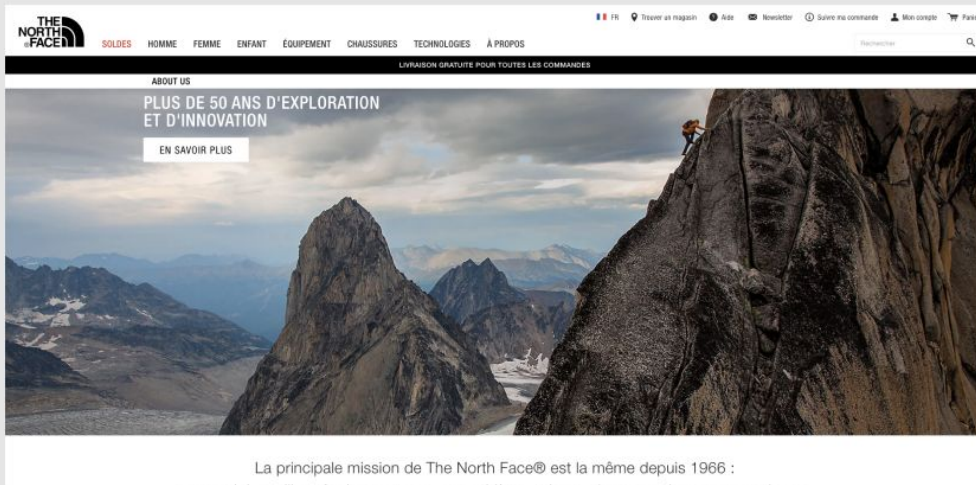 THE
NORTH
FACE
FR Trouver un magasin Aide Newsletter Suivre ma commande Mon compte
SOLDES HOMME FEMME ENFANT ÉQUIPEMENT CHAUSSURES TECHNOLOGIES À PROPOS
Rechercher
LIVRAISON GRATUITE POUR TOUTES LES COMMANDES
ABOUT US
PLUS DE 50 ANS D'EXPLORATION
ET D'INNOVATION
EN SAVOIR PLUS
La principale mission de The North Face® est la même depuis 1966 :